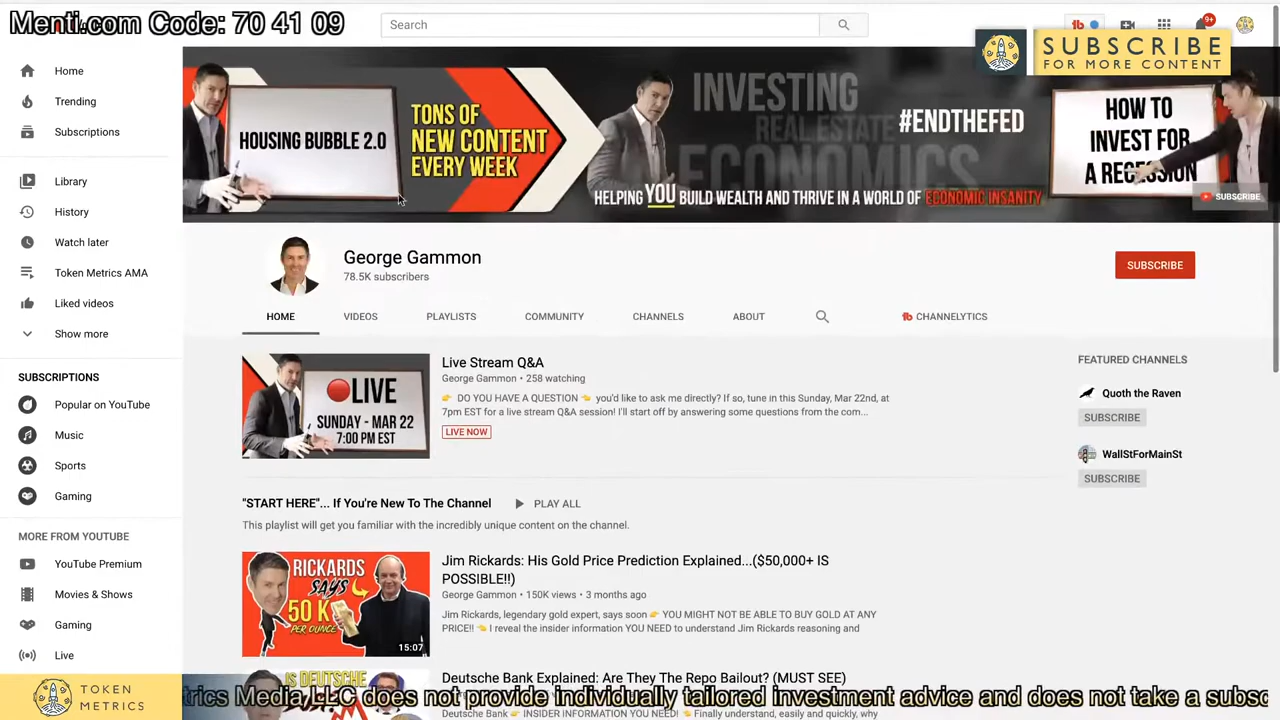 Menti.com Code: 70 41 09
Search
9+
SUBSCRIBE
FOR MORE CONTENT
Home
Trending
Subscriptions
Library
History
Watch later
Token Metrics AMA
Liked videos
Show more
SUBSCRIPTIONS
Popular on YouTube
Music
Sports
Gaming
MORE FROM YOUTUBE
YouTube Premium
Movies & Shows
Gaming
Live
HOUSING BUBBLE 2.0
TONS OF
NEW CONTENT
EVERY WEEK
INVESTING
REAL ESTATE
ECONOMICS
#ENDTHEFED
HELPING YOU BUILD WEALTH AND THRIVE IN A WORLD OF ECONOMIC INSANITY
HOW TO
INVEST FOR
A RECESSION
SUBSCRIBE
George Gammon
78.5K subscribers
SUBSCRIBE
HOME
VIDEOS
PLAYLISTS
COMMUNITY
CHANNELS
ABOUT
tb CHANNELYTICS
LIVE
SUNDAY - MAR 22
7:00 PM EST
Live Stream Q&A
George Gammon • 258 watching
DO YOU HAVE A QUESTION you'd like to ask me directly? If so, tune in this Sunday, Mar 22nd, at
7pm EST for a live stream Q&A session! I'll start off by answering some questions from the com...
LIVE NOW
FEATURED CHANNELS
Quoth the Raven
SUBSCRIBE
WallStForMainSt
SUBSCRIBE
"START HERE"... If You're New To The Channel
PLAY ALL
This playlist will get you familiar with the incredibly unique content on the channel.
RICKARDS
SAYS
50 K
PER OUNCE
15:07
Jim Rickards: His Gold Price Prediction Explained...($50,000+ IS
POSSIBLE!!)
George Gammon • 150K views • 3 months ago
Jim Rickards, legendary gold expert, says soon YOU MIGHT NOT BE ABLE TO BUY GOLD AT ANY
PRICE!! I reveal the inside information YOU NEED to understand Jim Rickards reasoning and
IS DEUTSCHE
Deutsche Bank Explained: Are They The Repo Bailout? (MUST SEE)
Deutsche Bank INSIDER INFORMATION YOU NEED! Finally understand, easily and quickly, why
TOKEN
METRICS
trics Media LLC does not provide individually tailored investment advice and does not take a subsc